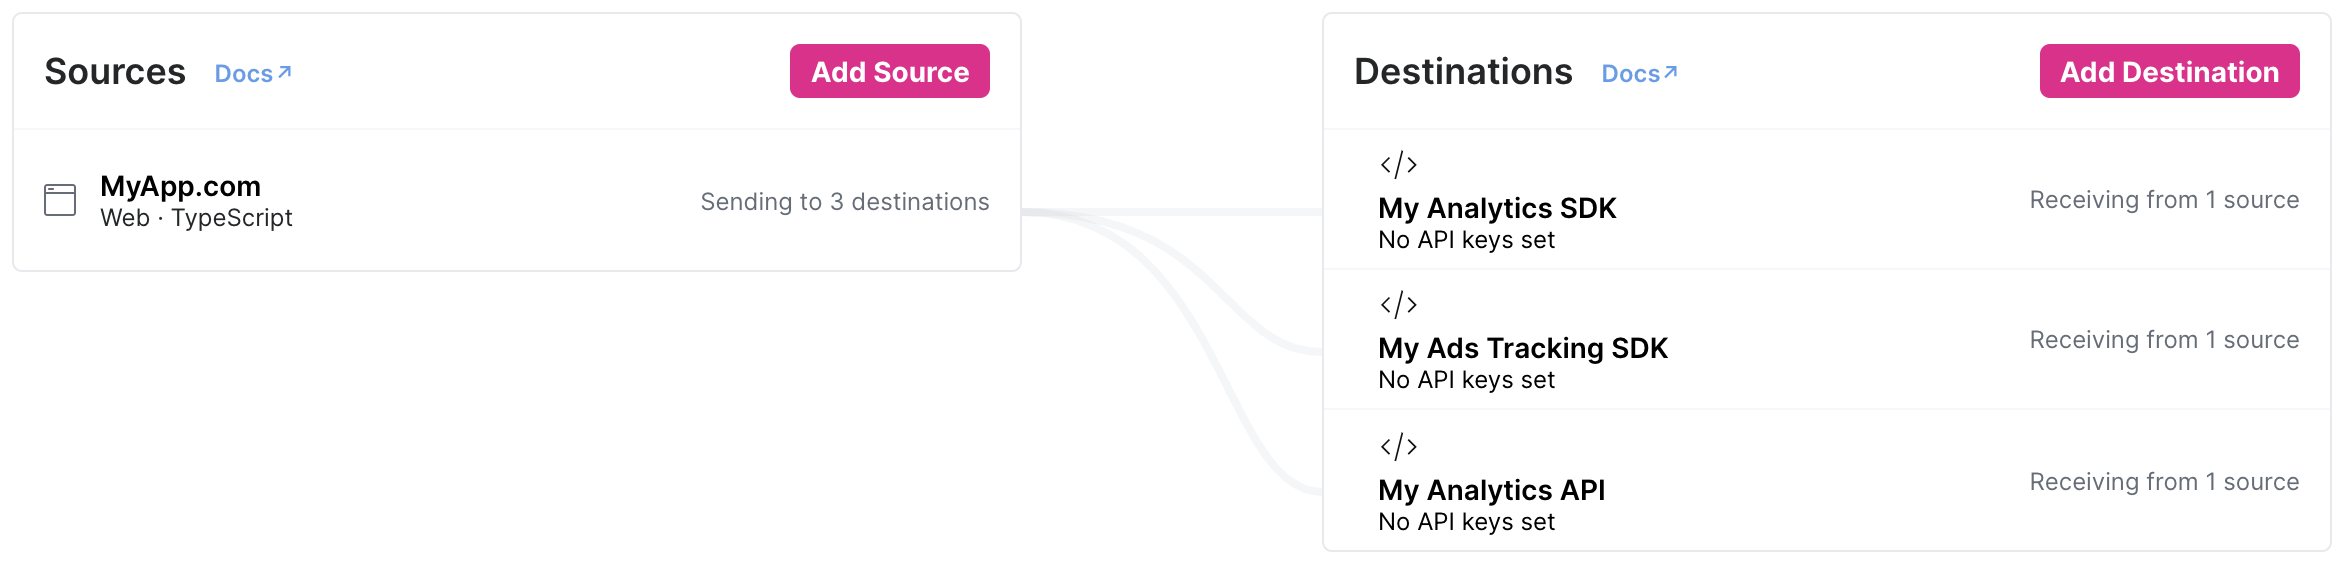 Sources Docs↗ Add Source
MyApp.com
Web · TypeScript
Sending to 3 destinations
Destinations Docs↗ Add Destination
</>
My Analytics SDK
No API keys set
Receiving from 1 source
</>
My Ads Tracking SDK
No API keys set
Receiving from 1 source
</>
My Analytics API
No API keys set
Receiving from 1 source